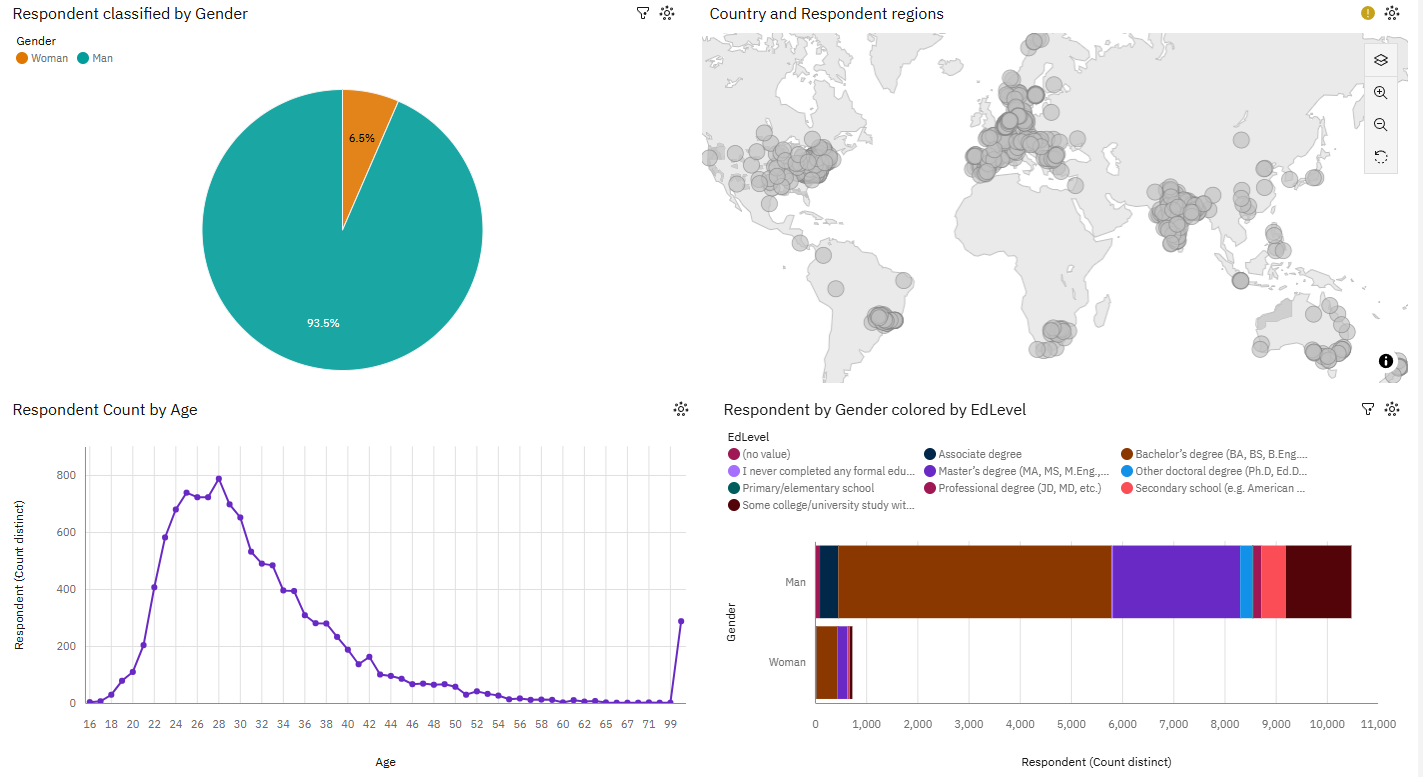 Respondent classified by Gender
Gender
Woman Man
6.5%
93.5%
Country and Respondent regions
Respondent Count by Age
Respondent (Count distinct)
800
600
400
200
0
16 18 20 22 24 26 28 30 32 34 36 38 40 42 44 46 48 50 52 54 56 58 60 62 65 67 71 99
Age
Respondent by Gender colored by EdLevel
EdLevel
(no value) Associate degree Bachelor's degree (BA, BS, B.Eng....
I never completed any formal edu... Master's degree (MA, MS, M.Eng.,... Other doctoral degree (Ph.D, Ed.D...
Primary/elementary school Professional degree (JD, MD, etc.) Secondary school (e.g. American ...
Some college/university study wit...
Gender
Man
Woman
0 1,000 2,000 3,000 4,000 5,000 6,000 7,000 8,000 9,000 10,000 11,000
Respondent (Count distinct)